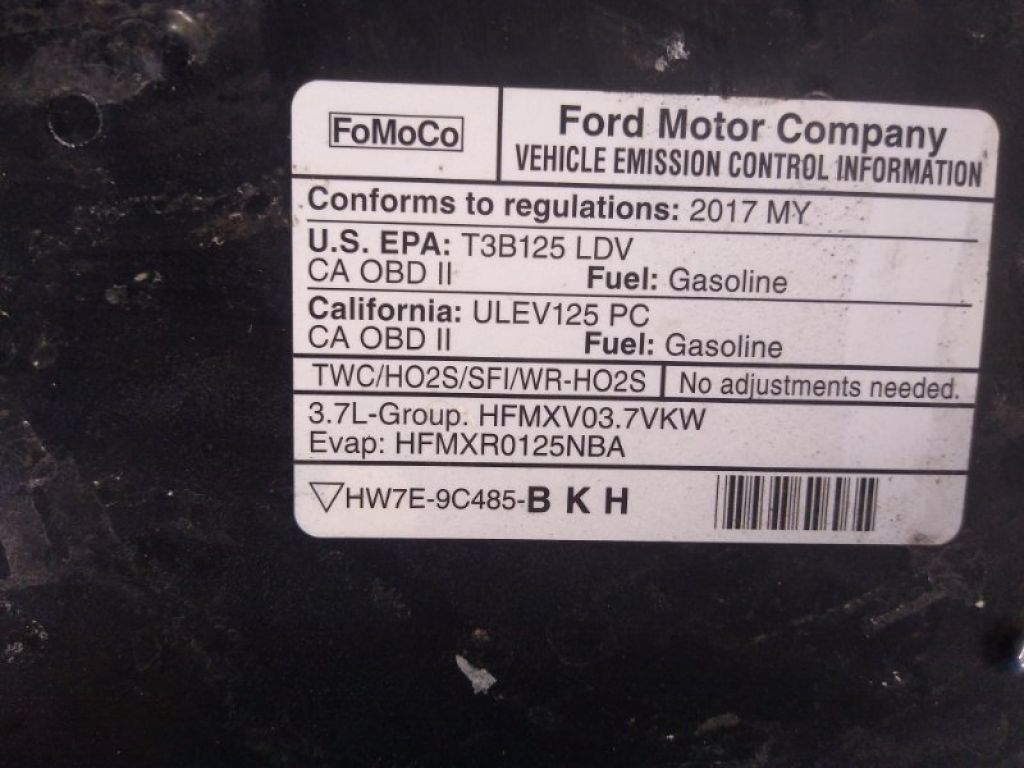 FoMoCo
Ford Motor Company
VEHICLE EMISSION CONTROL INFORMATION
Conforms to regulations: 2017 MY
U.S. EPA: T3B125 LDV
CA OBD II Fuel: Gasoline
California: ULEV125 PC
CA OBD II Fuel: Gasoline
TWC/HO2S/SFI/WR-HO2S No adjustments needed.
3.7L-Group: HFMXV03.7VKW
Evap: HFMXR0125NBA
HW7E-9C485-B K H